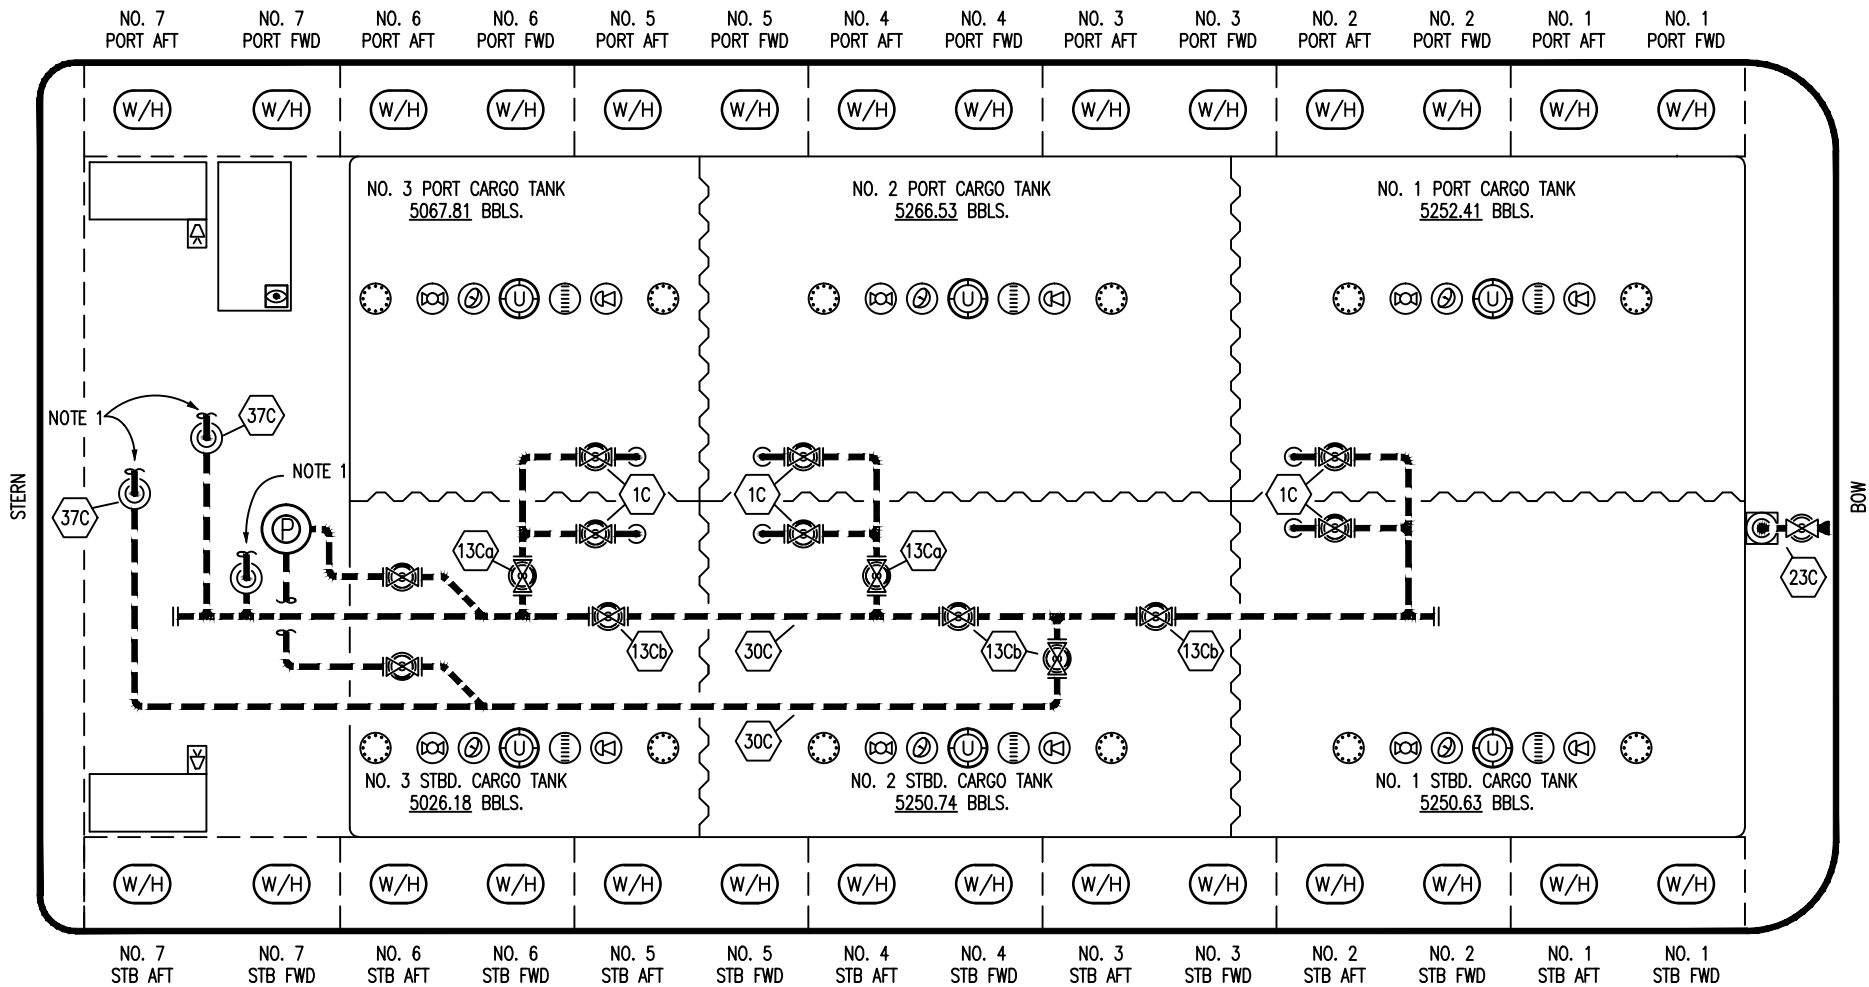 NO. 7 NO. 7 NO. 6 NO. 6 NO. 5 NO. 5 NO. 4 NO. 4 NO. 3 NO. 3 NO. 2 NO. 2 NO. 1 NO. 1
PORT AFT PORT FWD PORT AFT PORT FWD PORT AFT PORT FWD PORT AFT PORT FWD PORT AFT PORT FWD PORT AFT PORT FWD PORT AFT PORT FWD
W/H W/H W/H W/H W/H W/H W/H W/H W/H W/H W/H W/H W/H W/H
NO. 3 PORT CARGO TANK
5067.81 BBLS.
NO. 2 PORT CARGO TANK
5266.53 BBLS.
NO. 1 PORT CARGO TANK
5252.41 BBLS.
U U U
NOTE 1
37C
NOTE 1
37C
STERN
BOW
P
1C 1C 1C
13Ca 13Ca
23C
13Cb 30C 13Cb 13Cb
30C
U U U
NO. 3 STBD. CARGO TANK
5026.18 BBLS.
NO. 2 STBD. CARGO TANK
5250.74 BBLS.
NO. 1 STBD. CARGO TANK
5250.63 BBLS.
W/H W/H W/H W/H W/H W/H W/H W/H W/H W/H W/H W/H W/H W/H
NO. 7 NO. 7 NO. 6 NO. 6 NO. 5 NO. 5 NO. 4 NO. 4 NO. 3 NO. 3 NO. 2 NO. 2 NO. 1 NO. 1
STB AFT STB FWD STB AFT STB FWD STB AFT STB FWD STB AFT STB FWD STB AFT STB FWD STB AFT STB FWD STB AFT STB FWD